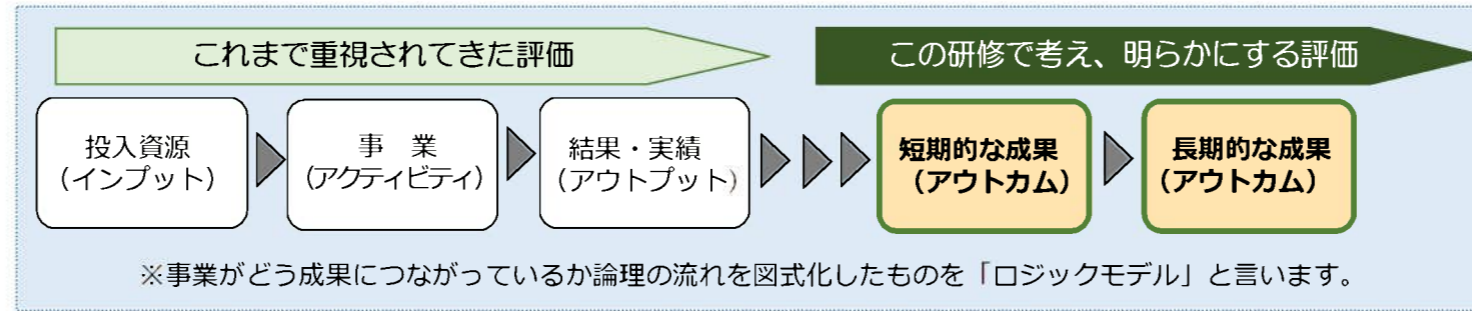 これまで重視されてきた評価
この研修で考え、明らかにする評価
投入資源
（インプット）
事　業
（アクティビティ）
結果・実績
（アウトプット）
短期的な成果
（アウトカム）
長期的な成果
（アウトカム）
※事業がどう成果につながっているか論理の流れを図式化したものを「ロジックモデル」と言います。